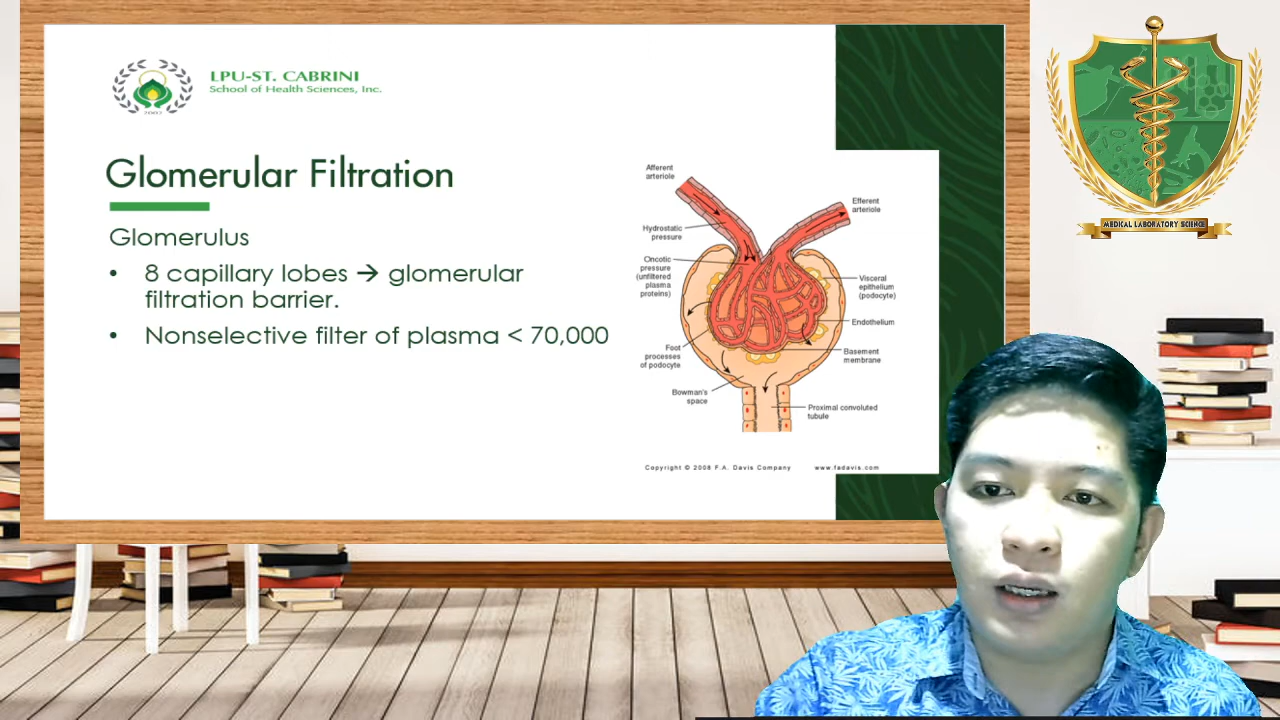 LPU-ST. CABRINI
School of Health Sciences, Inc.
2002
Glomerular Filtration
Glomerulus
• 8 capillary lobes → glomerular
filtration barrier.
• Nonselective filter of plasma < 70,000
Afferent
arteriole
Efferent
arteriole
Hydrostatic
pressure
Oncotic
pressure
(unfiltered
plasma
proteins)
Visceral
epithelium
(podocyte)
Endothelium
Foot
processes
of podocyte
Basement
membrane
Bowman's
space
Proximal convoluted
tubule
Copyright © 2008 F.A. Davis Company www.fadavis.com
MEDICAL LABORATORY SCIENCE